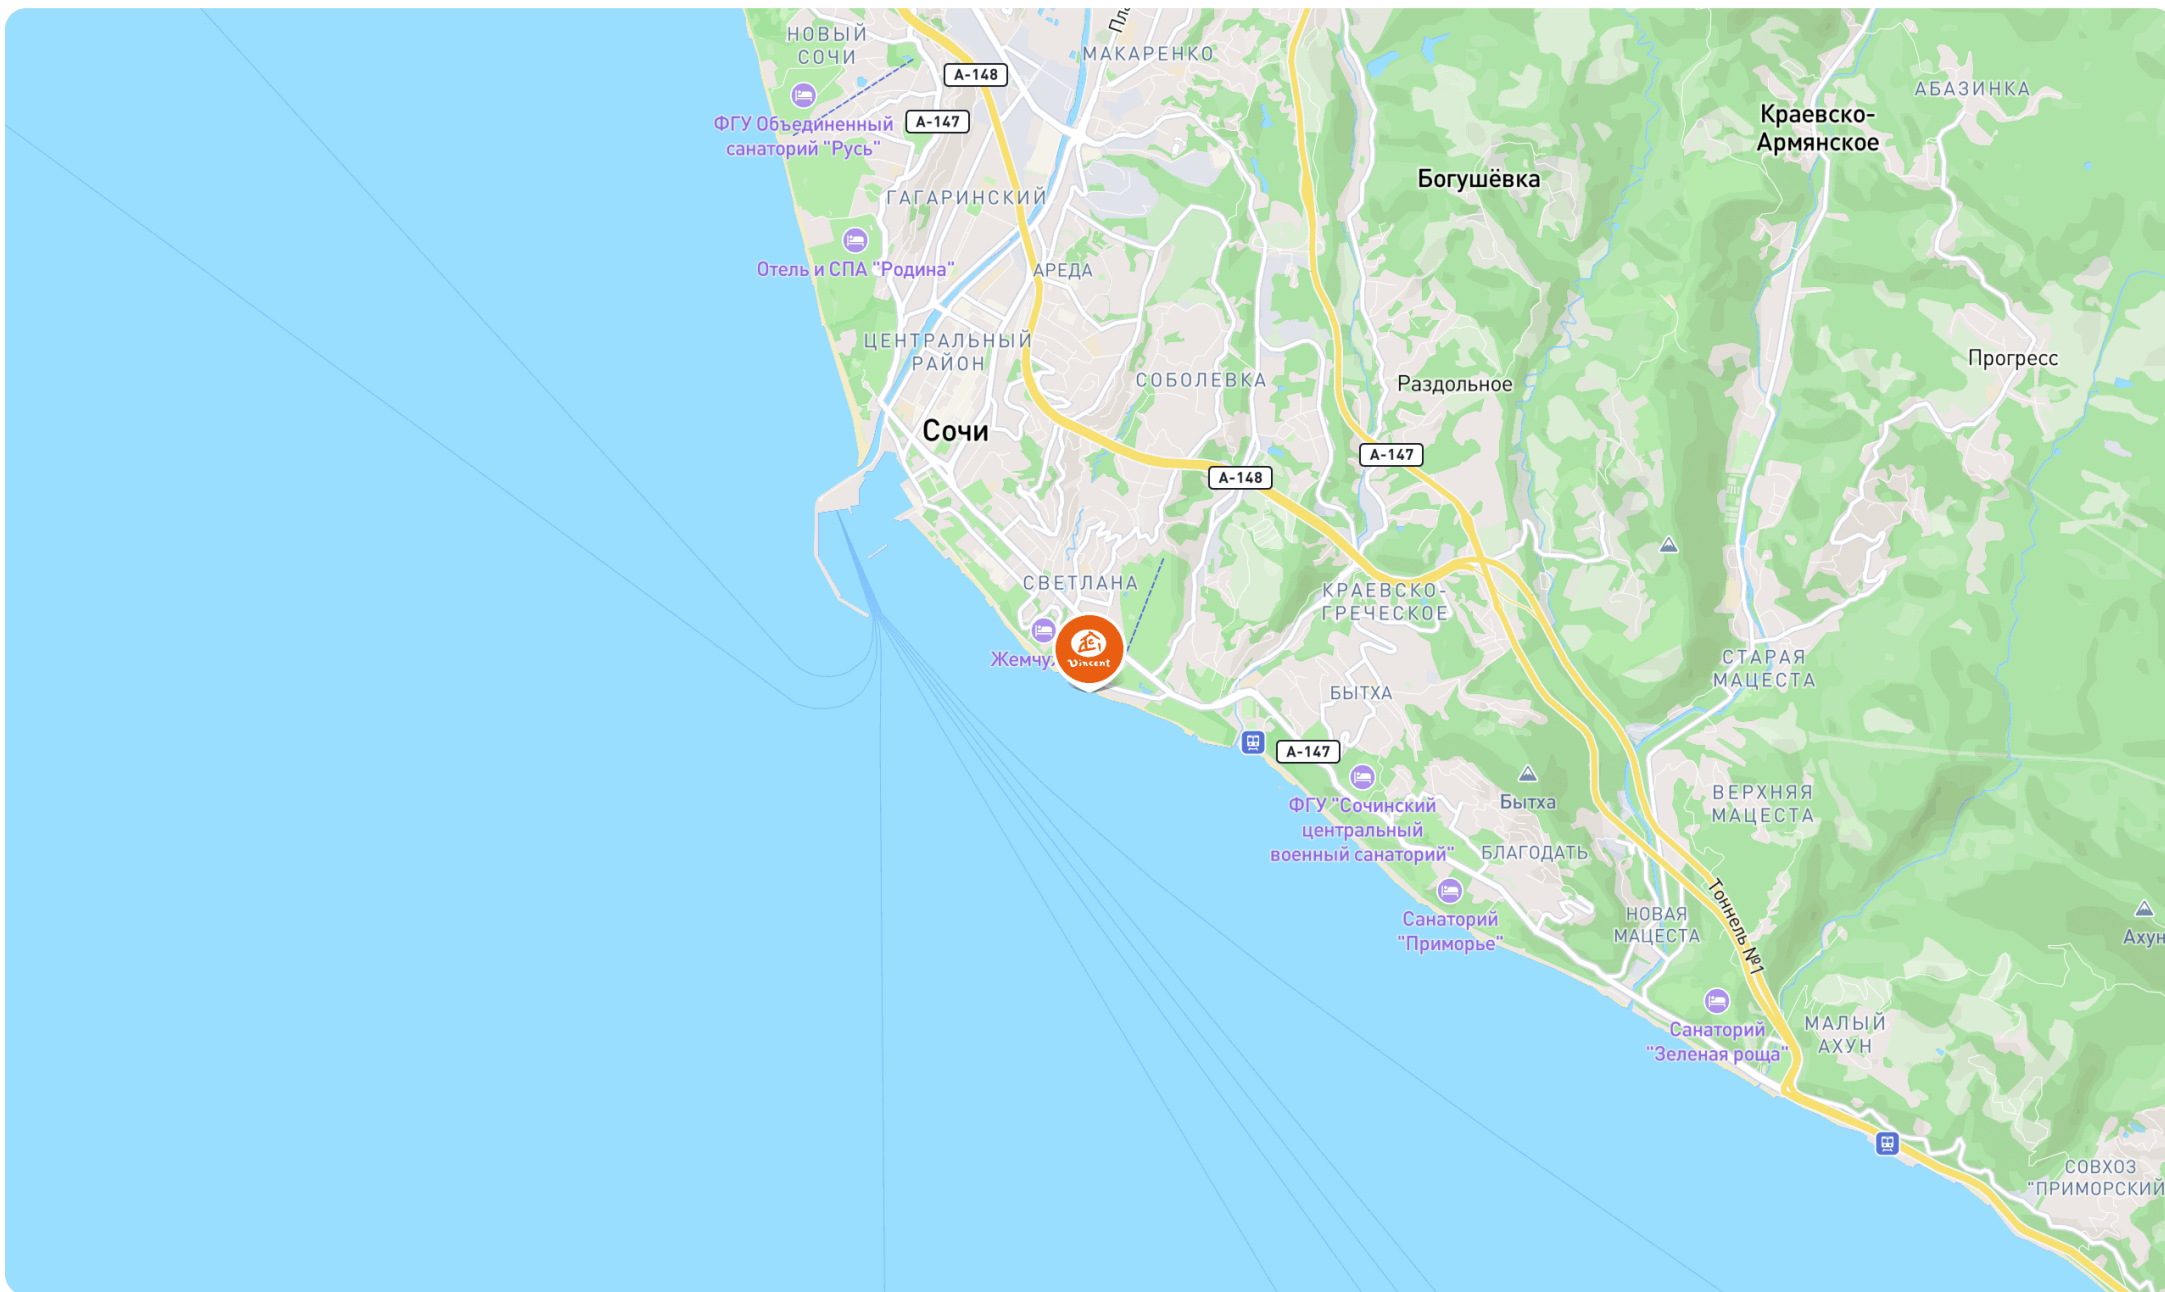 НОВЫЙ
СОЧИ
Пла
МАКАРЕНКО
А-148
А-147
ФГУ Объединенный
санаторий "Русь"
ГАГАРИНСКИЙ
Отель и СПА "Родина"
АРЕДА
ЦЕНТРАЛЬНЫЙ
РАЙОН
СОБОЛЕВКА
Сочи
А-148
А-147
Краевско-
Армянское
АБАЗИНКА
Богушёвка
Прогресс
Раздольное
СВЕТЛАНА
КРАЕВСКО-
ГРЕЧЕСКОЕ
Жемчу
Vincent
СТАРАЯ
МАЦЕСТА
БЫТХА
А-147
ФГУ "Сочинский
центральный
военный санаторий"
Бытха
ВЕРХНЯЯ
МАЦЕСТА
БЛАГОДАТЬ
Санаторий
"Приморье"
НОВАЯ
МАЦЕСТА
Тоннель №1
Ахун
Санаторий
"Зеленая роща"
МАЛЫЙ
АХУН
СОВХОЗ
"ПРИМОРСКИЙ